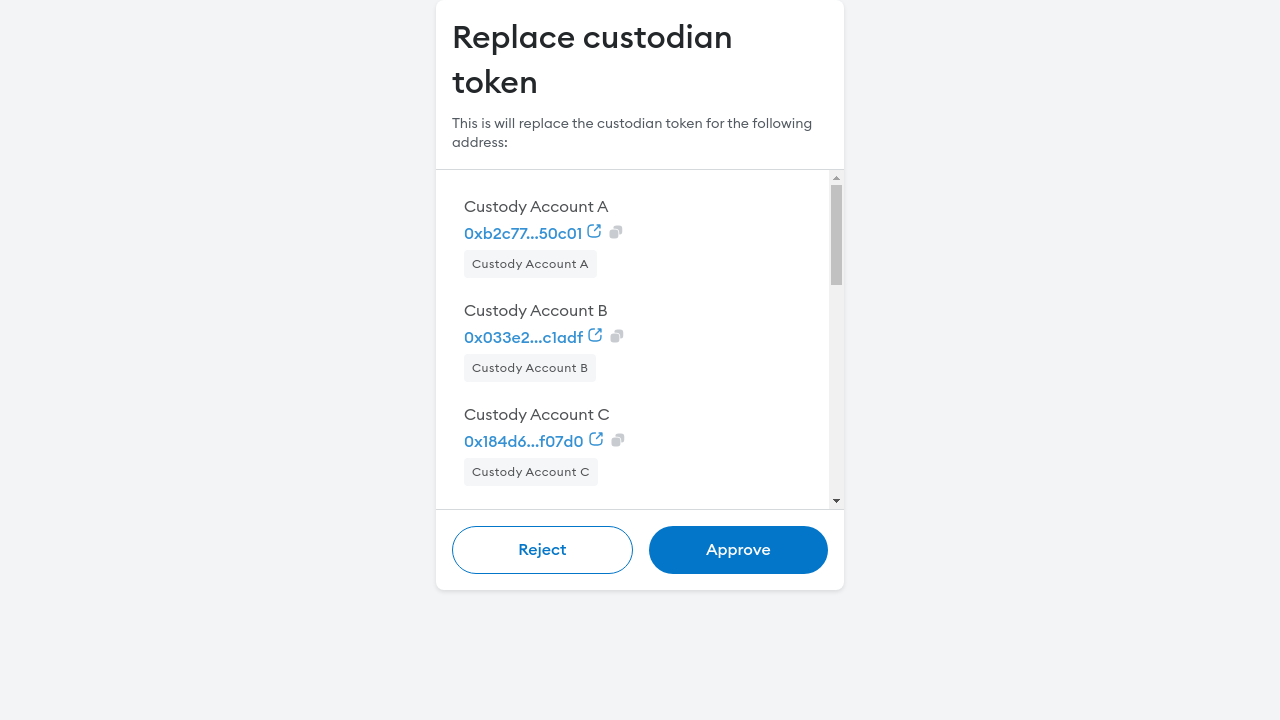 Replace custodian
token
This is will replace the custodian token for the following
address:
Custody Account A
0xb2c77...50c01
Custody Account A
Custody Account B
0x033e2...c1adf
Custody Account B
Custody Account C
0x184d6...f07d0
Custody Account C
Reject
Approve